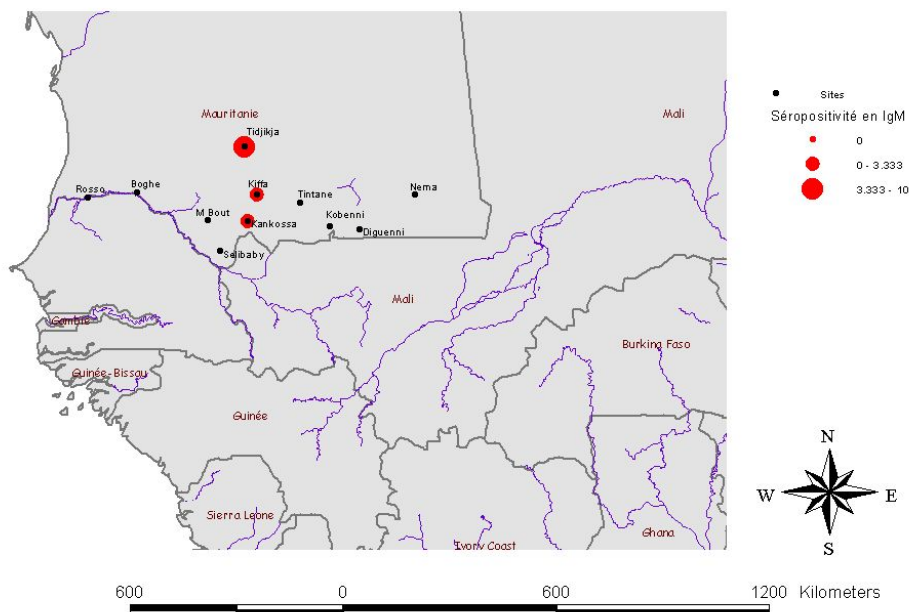 Mauritanie
Mali
Tidjikja
Sites
Séropositivité en IgM
0
0 - 3.333
3.333 - 10
Rosso
Boghe
Kiffa
Tintane
Nema
M Bout
Kankossa
Kobenni
Diguenni
Selibaby
Mali
Gambie
Burking Faso
Guinée-Bissau
Guinée
Sierra Leone
Ivory Coast
Ghana
N
W
E
S
600
0
600
1200 Kilometers